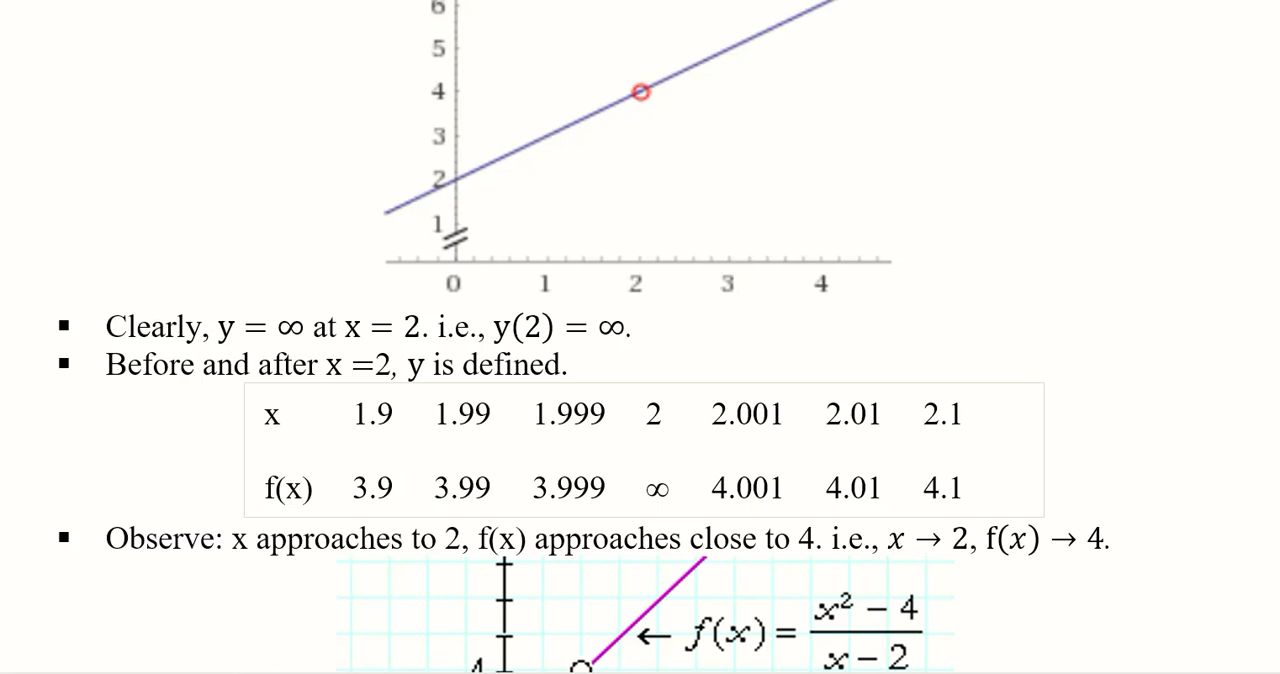 6
5
4
3
2
1
0 1 2 3 4
▪ Clearly, y = ∞ at x = 2. i.e., y(2) = ∞.
▪ Before and after x =2, y is defined.
x 1.9 1.99 1.999 2 2.001 2.01 2.1
f(x) 3.9 3.99 3.999 ∞ 4.001 4.01 4.1
▪ Observe: x approaches to 2, f(x) approaches close to 4. i.e., x → 2, f(x) → 4.
← f(x) = x² − 4
x − 2
4